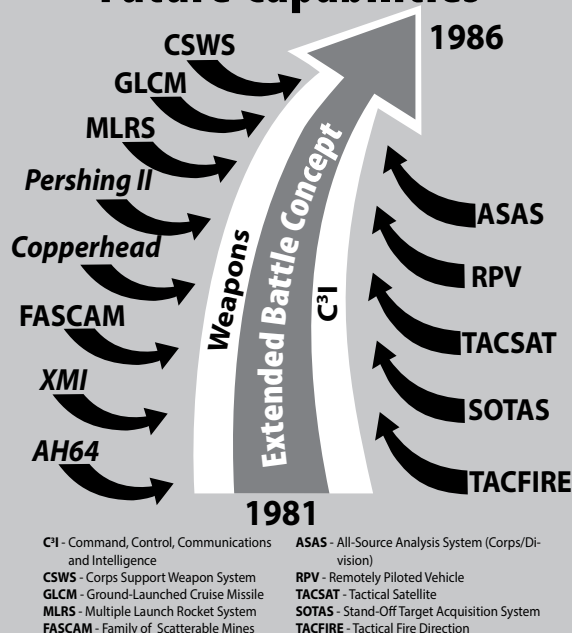 Future Capabilities
1986
CSWS
GLCM
MLRS
Pershing II
Copperhead
FASCAM
XMI
AH64
Weapons
Extended Battle Concept
C³I
ASAS
RPV
TACSAT
SOTAS
TACFIRE
1981
C³I - Command, Control, Communications
and Intelligence
CSWS - Corps Support Weapon System
GLCM - Ground-Launched Cruise Missile
MLRS - Multiple Launch Rocket System
FASCAM - Family of Scatterable Mines
ASAS - All-Source Analysis System (Corps/Di-
vision)
RPV - Remotely Piloted Vehicle
TACSAT - Tactical Satellite
SOTAS - Stand-Off Target Acquisition System
TACFIRE - Tactical Fire Direction